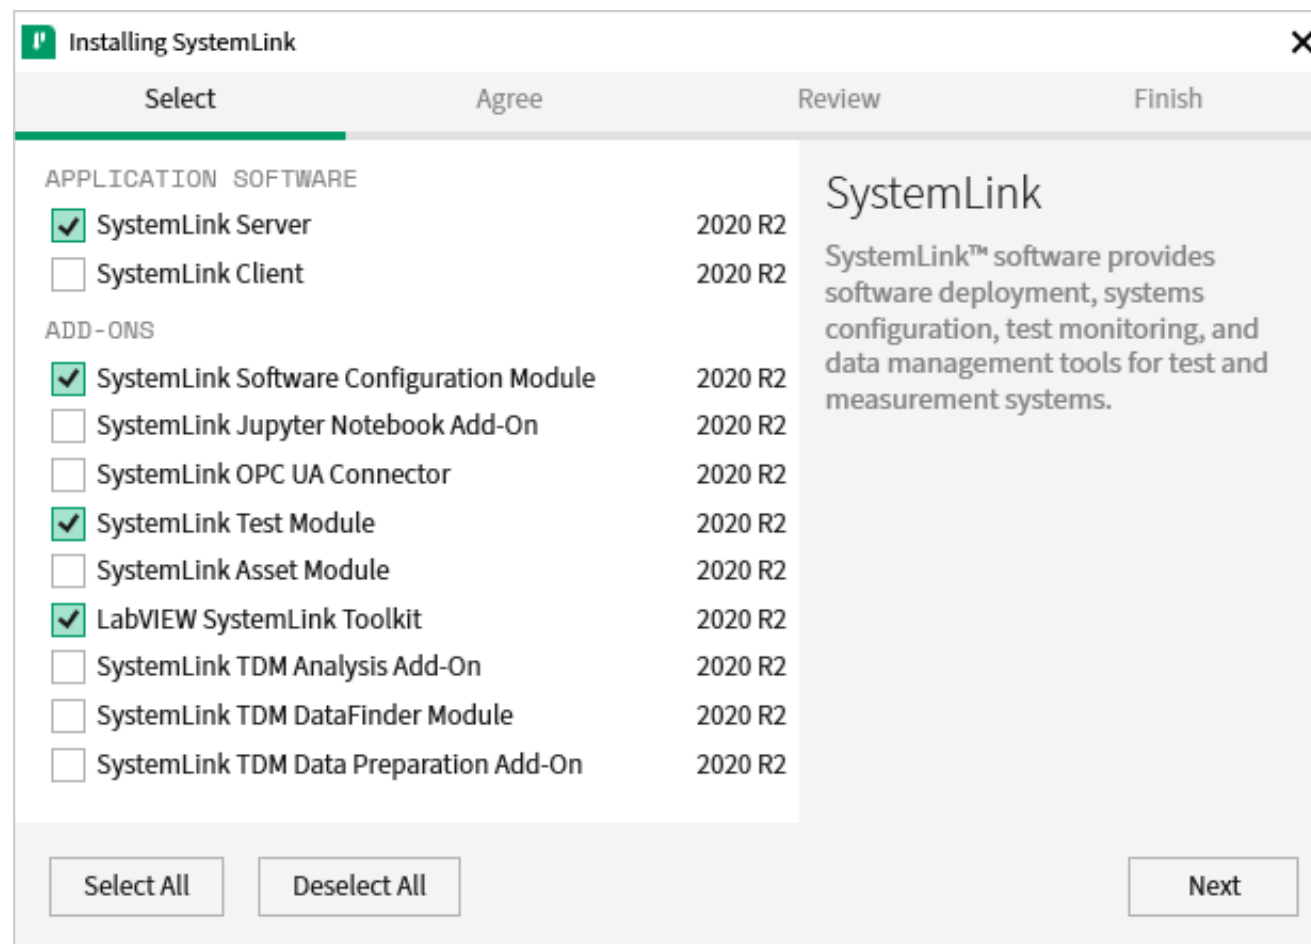 Installing SystemLink
Select Agree Review Finish
APPLICATION SOFTWARE
SystemLink Server 2020 R2
SystemLink Client 2020 R2
ADD-ONS
SystemLink Software Configuration Module 2020 R2
SystemLink Jupyter Notebook Add-On 2020 R2
SystemLink OPC UA Connector 2020 R2
SystemLink Test Module 2020 R2
SystemLink Asset Module 2020 R2
LabVIEW SystemLink Toolkit 2020 R2
SystemLink TDM Analysis Add-On 2020 R2
SystemLink TDM DataFinder Module 2020 R2
SystemLink TDM Data Preparation Add-On 2020 R2
SystemLink
SystemLink™ software provides
software deployment, systems
configuration, test monitoring, and
data management tools for test and
measurement systems.
Select All Deselect All Next